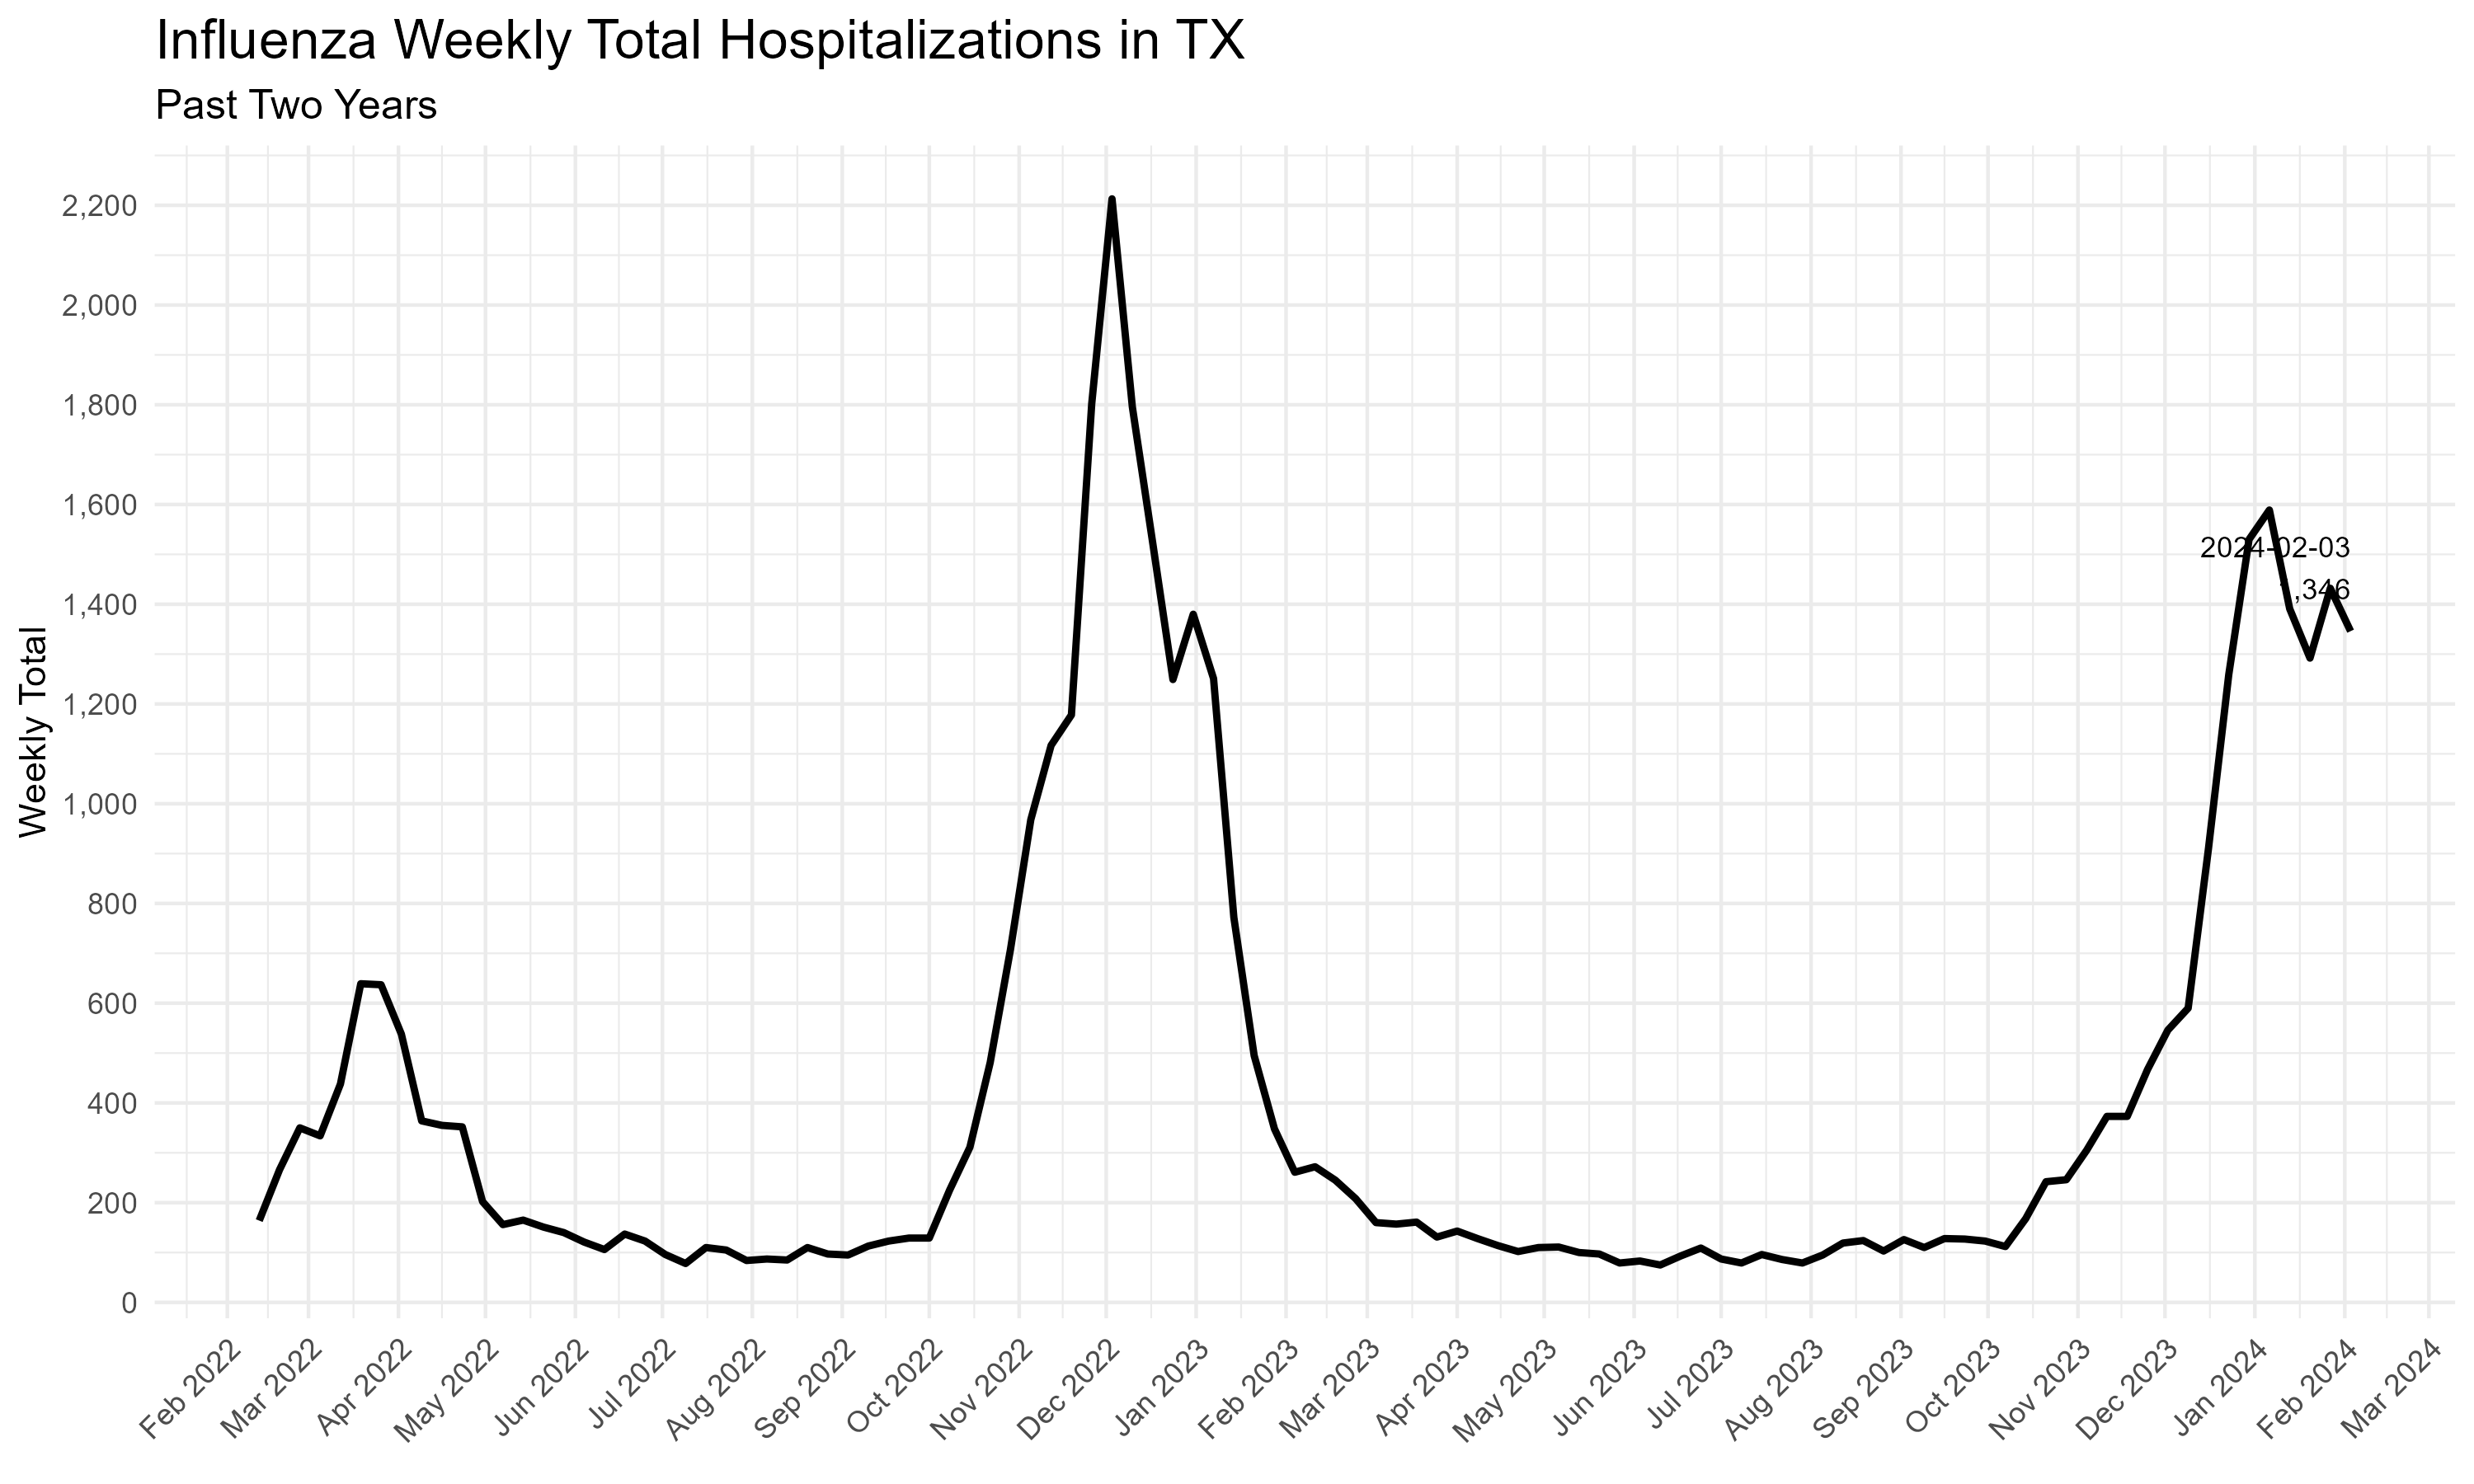 Influenza Weekly Total Hospitalizations in TX
Past Two Years
2,200
2,000
1,800
1,600
1,400
1,200
1,000
800
600
400
200
0
Weekly Total
2024-02-03
,346
Feb 2022
Mar 2022
Apr 2022
May 2022
Jun 2022
Jul 2022
Aug 2022
Sep 2022
Oct 2022
Nov 2022
Dec 2022
Jan 2023
Feb 2023
Mar 2023
Apr 2023
May 2023
Jun 2023
Jul 2023
Aug 2023
Sep 2023
Oct 2023
Nov 2023
Dec 2023
Jan 2024
Feb 2024
Mar 2024